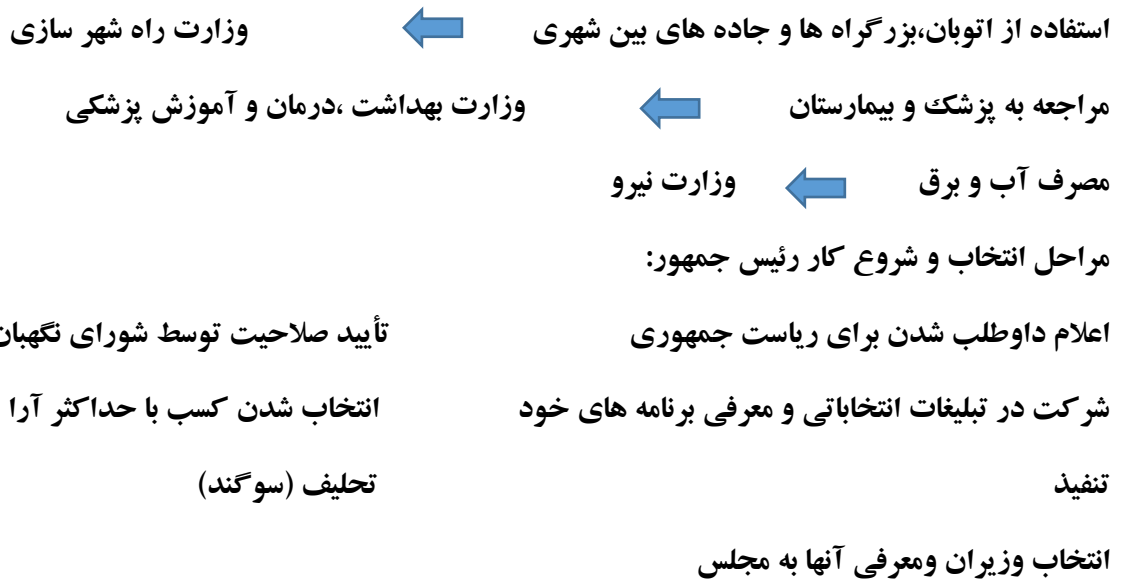 استفاده از اتوبان،بزرگراه ها و جاده های بین شهری وزارت راه شهر سازی
مراجعه به پزشک و بیمارستان وزارت بهداشت ،درمان و آموزش پزشکی
مصرف آب و برق وزارت نیرو
مراحل انتخاب و شروع کار رئیس جمهور:
اعلام داوطلب شدن برای ریاست جمهوری تأیید صلاحیت توسط شورای نگهبان
شرکت در تبلیغات انتخاباتی و معرفی برنامه های خود انتخاب شدن کسب با حداکثر آرا
تنفیذ تحلیف (سوگند)
انتخاب وزیران ومعرفی آنها به مجلس